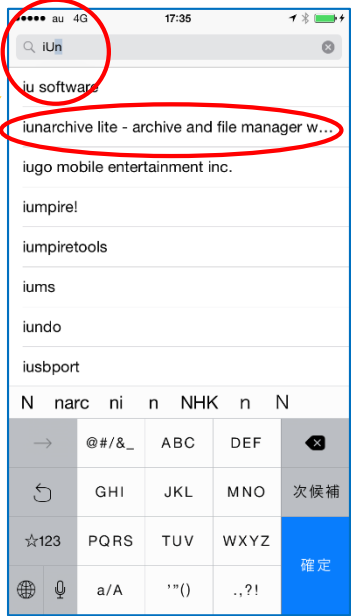 au 4G 17:35
iUn
iu software
iunarchive lite - archive and file manager w...
iugo mobile entertainment inc.
iumpire!
iumpiretools
iums
iundo
iusbport
N narc ni n NHK n N
→ @#/&_ ABC DEF
GHI JKL MNO 次候補
☆123 PQRS TUV WXYZ
a/A '"() .,?! 確定